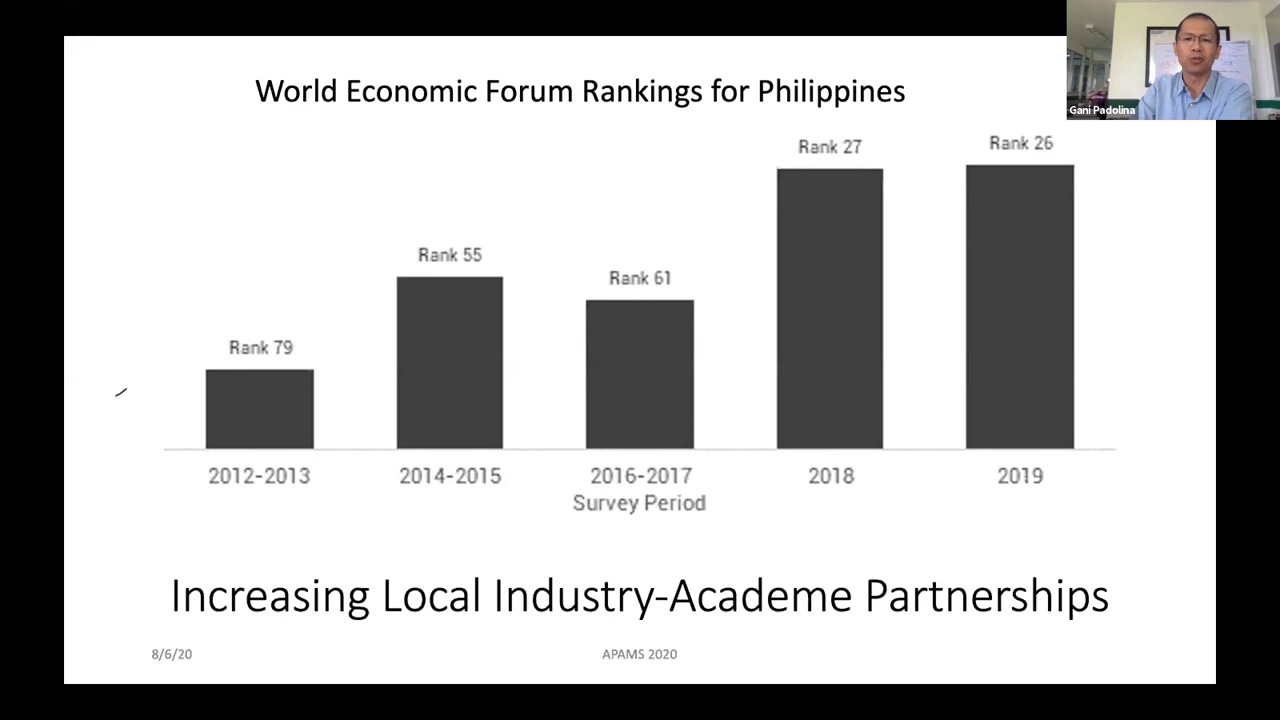 World Economic Forum Rankings for Philippines
Gani Padolina
Rank 79
Rank 55
Rank 61
Rank 27
Rank 26
2012-2013
2014-2015
2016-2017
2018
2019
Survey Period
Increasing Local Industry-Academe Partnerships
8/6/20
APAMS 2020